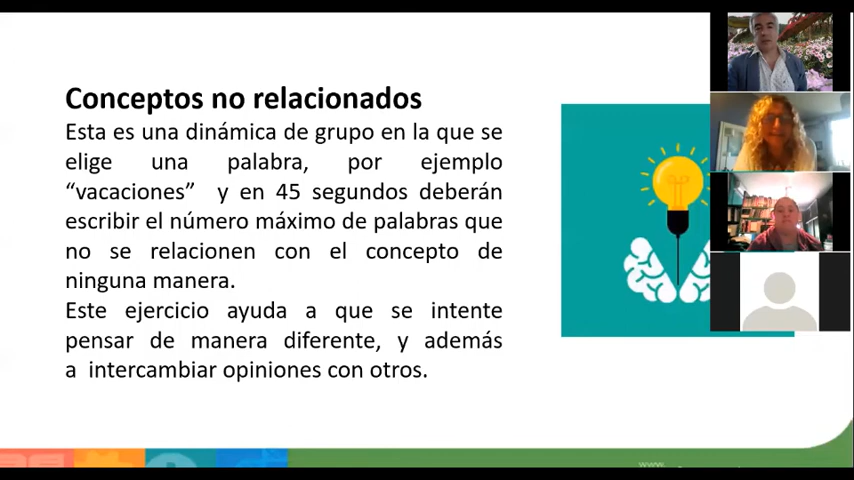 Conceptos no relacionados
Esta es una dinámica de grupo en la que se
elige una palabra, por ejemplo
“vacaciones” y en 45 segundos deberán
escribir el número máximo de palabras que
no se relacionen con el concepto de
ninguna manera.
Este ejercicio ayuda a que se intente
pensar de manera diferente, y además
a intercambiar opiniones con otros.
www.